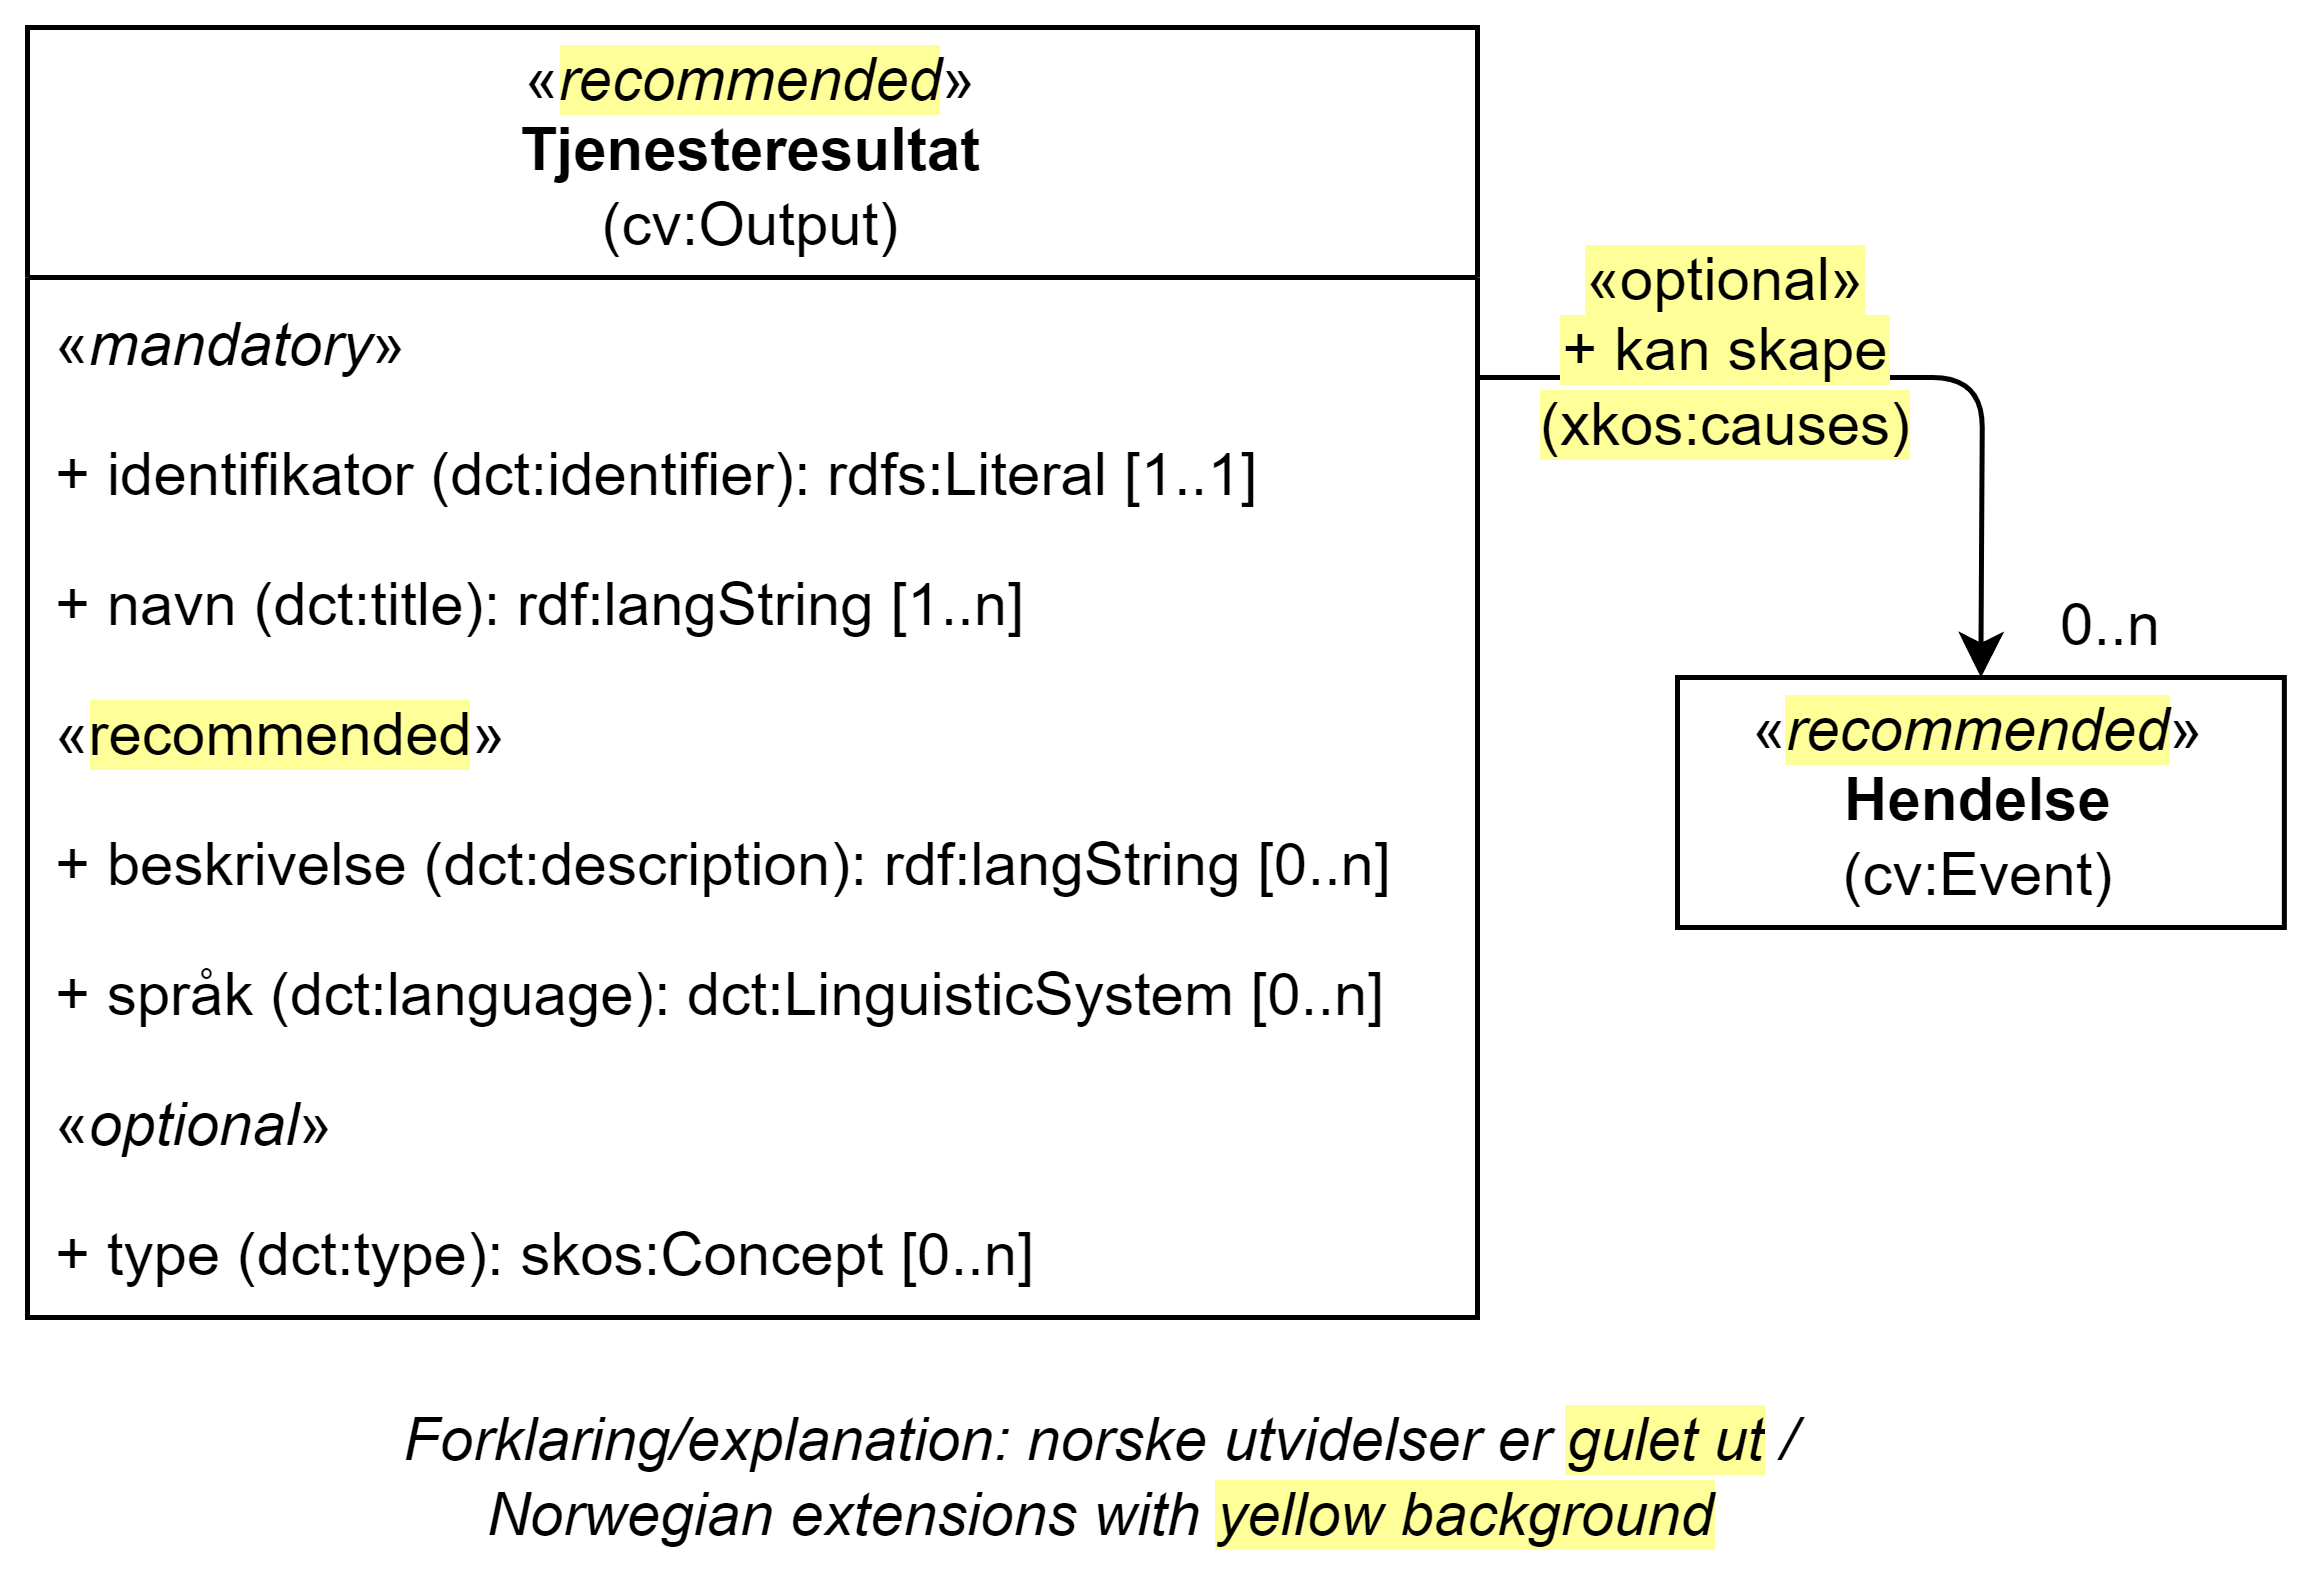 «recommended»
Tjenesteresultat
(cv:Output)
«mandatory»
+ identifikator (dct:identifier): rdfs:Literal [1..1]
+ navn (dct:title): rdf:langString [1..n]
«recommended»
+ beskrivelse (dct:description): rdf:langString [0..n]
+ språk (dct:language): dct:LinguisticSystem [0..n]
«optional»
+ type (dct:type): skos:Concept [0..n]
«optional»
+ kan skape
(xkos:causes)
0..n
«recommended»
Hendelse
(cv:Event)
Forklaring/explanation: norske utvidelser er gulet ut /
Norwegian extensions with yellow background